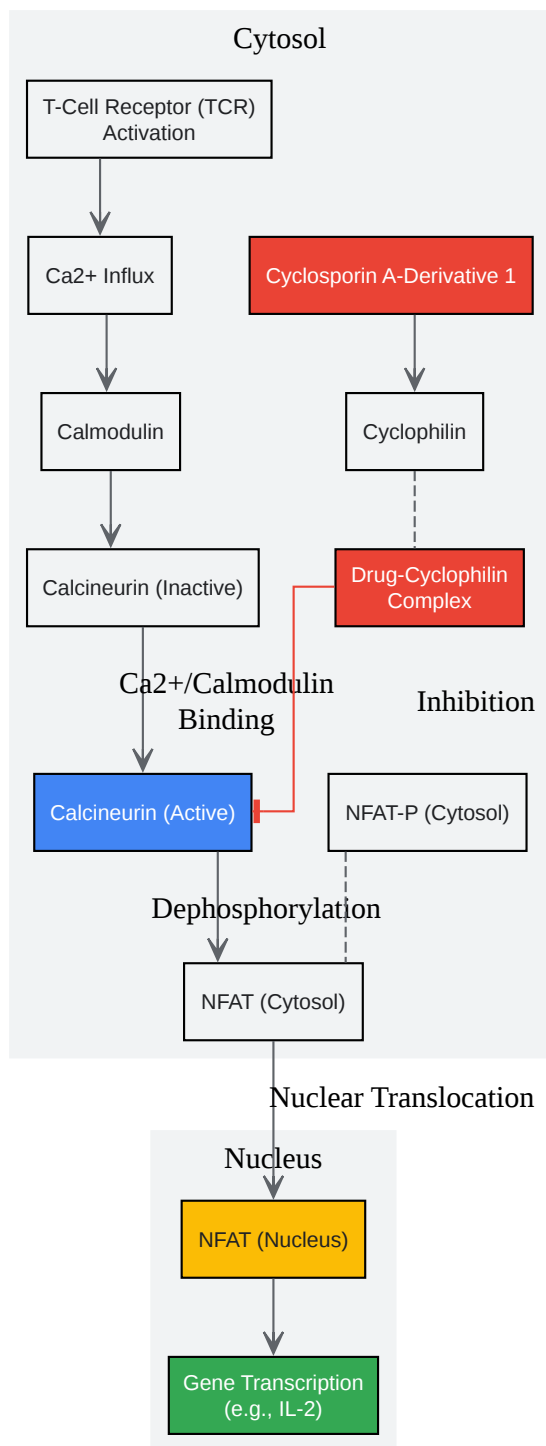 Cytosol
T-Cell Receptor (TCR)
Activation
Ca2+ Influx
Cyclosporin A-Derivative 1
Calmodulin
Cyclophilin
Calcineurin (Inactive)
Drug-Cyclophilin
Complex
Ca2+/Calmodulin
Binding
Inhibition
Calcineurin (Active)
NFAT-P (Cytosol)
Dephosphorylation
NFAT (Cytosol)
Nuclear Translocation
Nucleus
NFAT (Nucleus)
Gene Transcription
(e.g., IL-2)